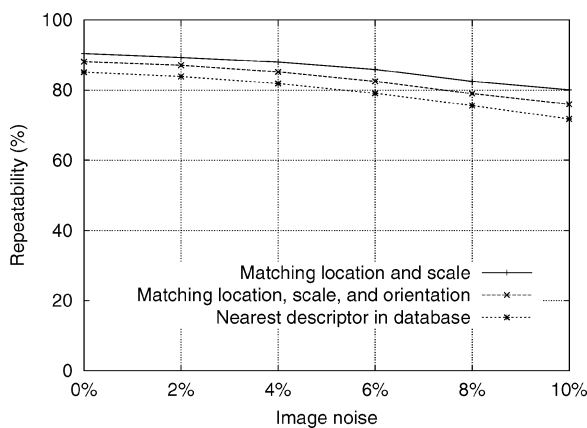 100
80
60
40
20
0
Repeatability (%)
Matching location and scale
Matching location, scale, and orientation
Nearest descriptor in database
0% 2% 4% 6% 8% 10%
Image noise